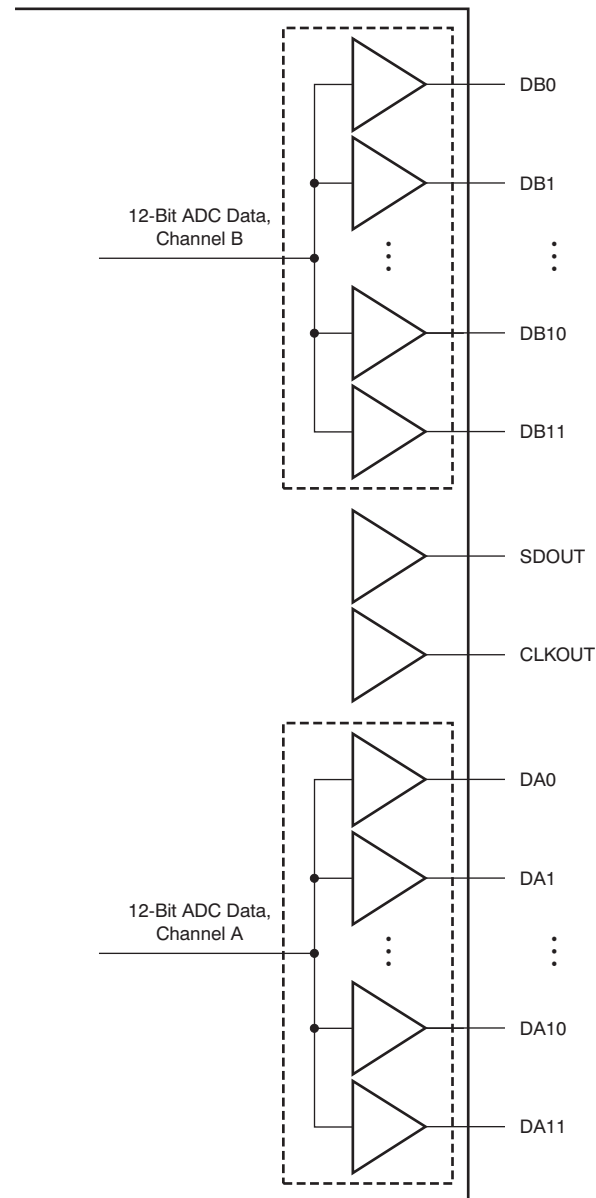 DB0
DB1
12-Bit ADC Data,
Channel B
DB10
DB11
SDOUT
CLKOUT
DA0
DA1
12-Bit ADC Data,
Channel A
DA10
DA11